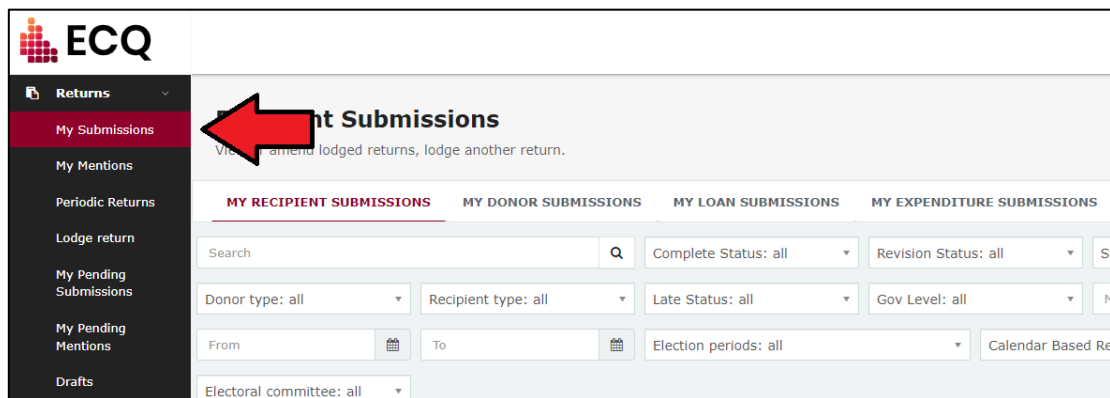 ECQ
Returns
My Submissions
My Mentions
Periodic Returns
Lodge return
My Pending
Submissions
My Pending
Mentions
Drafts
Submissions
amend lodged returns, lodge another return.
MY RECIPIENT SUBMISSIONS MY DONOR SUBMISSIONS MY LOAN SUBMISSIONS MY EXPENDITURE SUBMISSIONS
Search Complete Status: all Revision Status: all
Donor type: all Recipient type: all Late Status: all Gov Level: all
From To Election periods: all Calendar Based Re
Electoral committee: all